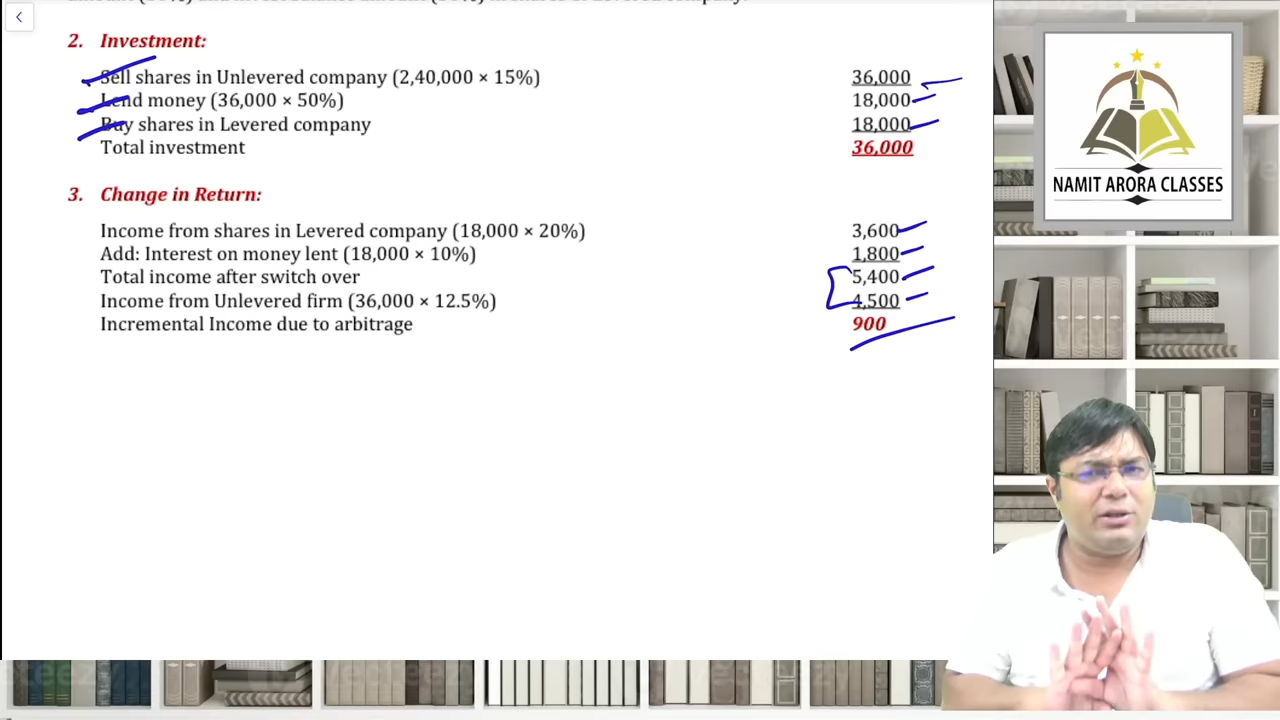 2. Investment:
Sell shares in Unlevered company (2,40,000 × 15%) 36,000
Lend money (36,000 × 50%) 18,000
Buy shares in Levered company 18,000
Total investment 36,000
3. Change in Return:
Income from shares in Levered company (18,000 × 20%) 3,600
Add: Interest on money lent (18,000 × 10%) 1,800
Total income after switch over 5,400
Income from Unlevered firm (36,000 × 12.5%) 4,500
Incremental Income due to arbitrage 900
NAMIT ARORA CLASSES